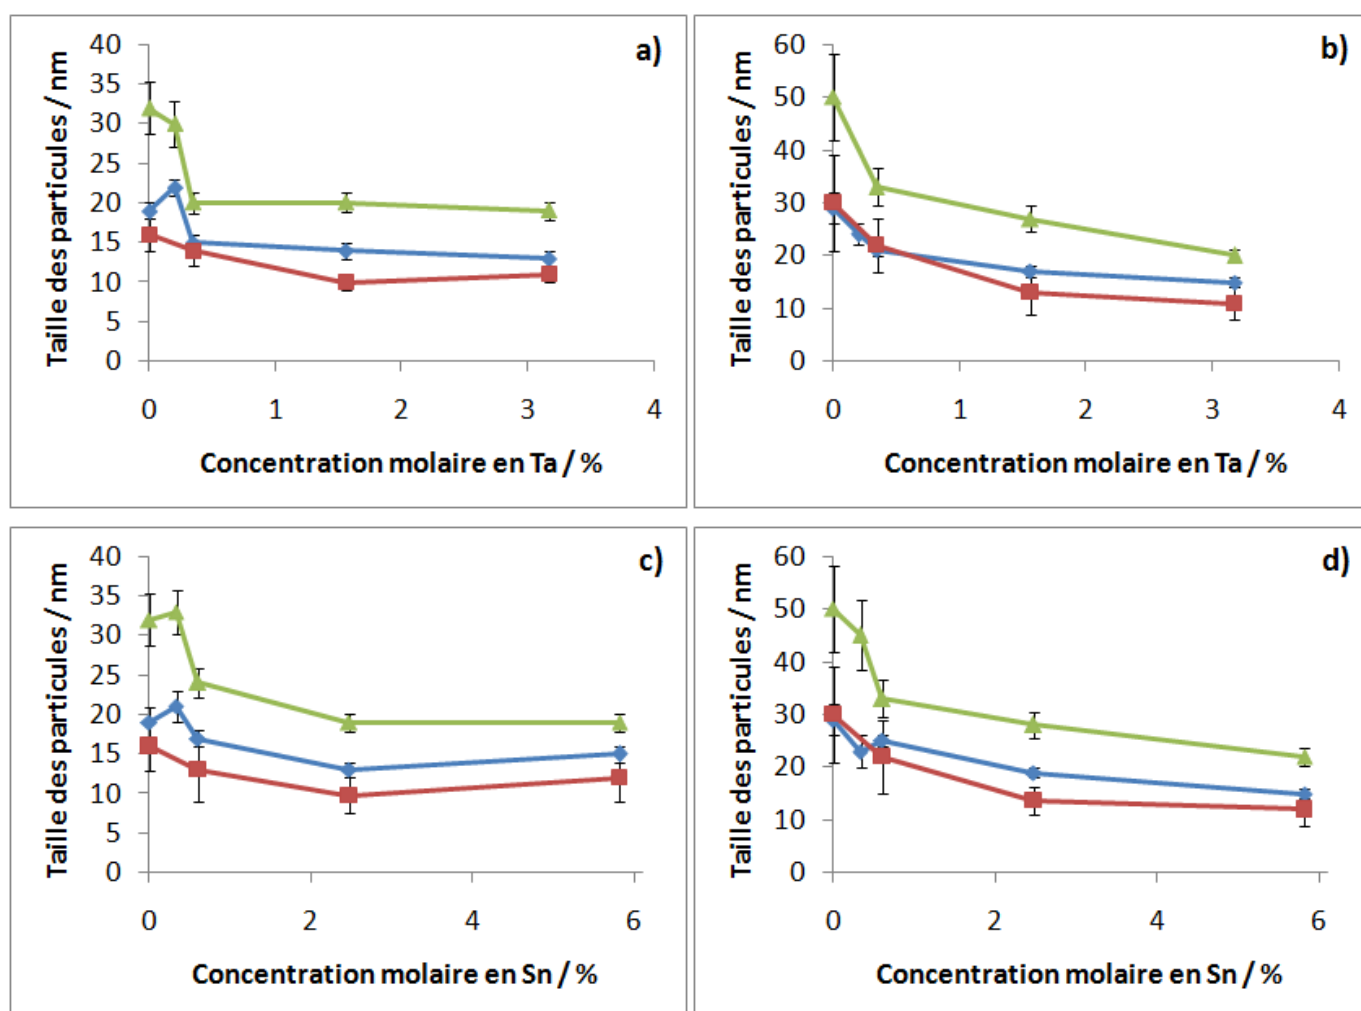 a)
Taille des particules / nm
40
35
30
25
20
15
10
5
0
0 1 2 3 4
Concentration molaire en Ta / %
b)
Taille des particules / nm
60
50
40
30
20
10
0
0 1 2 3 4
Concentration molaire en Ta / %
c)
Taille des particules / nm
40
35
30
25
20
15
10
5
0
0 2 4 6
Concentration molaire en Sn / %
d)
Taille des particules / nm
60
50
40
30
20
10
0
0 2 4 6
Concentration molaire en Sn / %